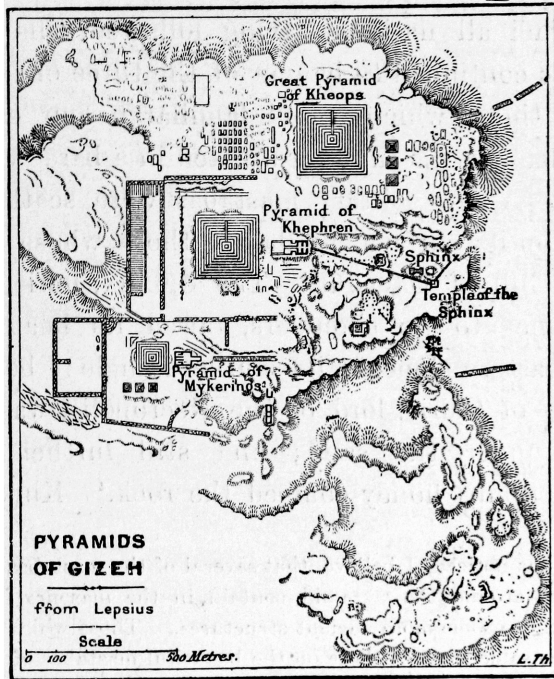 Great Pyramid
of Kheops
Pyramid of
Khephren
Sphinx
Temple of the
Sphinx
Pyramid of
Mykerinos
PYRAMIDS
OF GIZEH
from Lepsius
Scale
0 100 500 Metres.
L.Th.